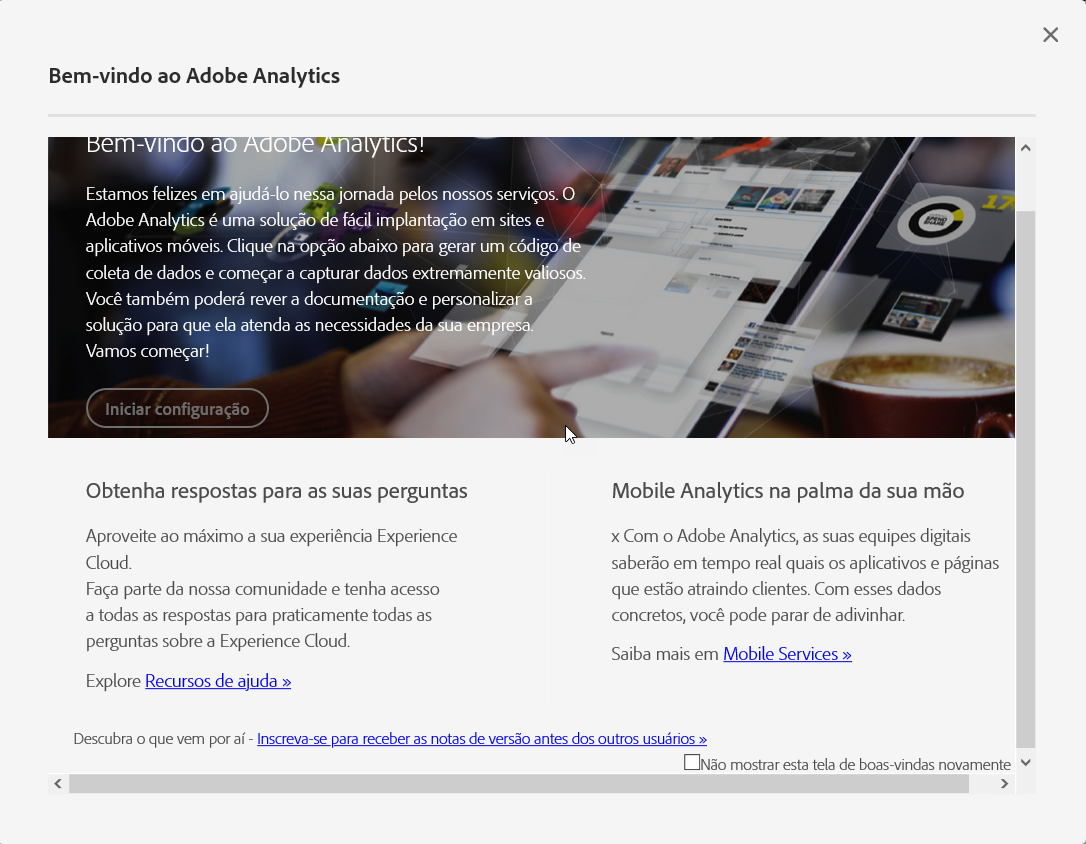 Bem-vindo ao Adobe Analytics
Bem-vindo ao Adobe Analytics!
Estamos felizes em ajudá-lo nessa jornada pelos nossos serviços. O
Adobe Analytics é uma solução de fácil implantação em sites e
aplicativos móveis. Clique na opção abaixo para gerar um código de
coleta de dados e começar a capturar dados extremamente valiosos.
Você também poderá rever a documentação e personalizar a
solução para que ela atenda as necessidades da sua empresa.
Vamos começar!
Iniciar configuração
SPEND
SHARE
Obtenha respostas para as suas perguntas
Aproveite ao máximo a sua experiência Experience
Cloud.
Faça parte da nossa comunidade e tenha acesso
a todas as respostas para praticamente todas as
perguntas sobre a Experience Cloud.
Explore Recursos de ajuda »
Mobile Analytics na palma da sua mão
x Com o Adobe Analytics, as suas equipes digitais
saberão em tempo real quais os aplicativos e páginas
que estão atraindo clientes. Com esses dados
concretos, você pode parar de adivinhar.
Saiba mais em Mobile Services »
Descubra o que vem por aí - Inscreva-se para receber as notas de versão antes dos outros usuários »
Não mostrar esta tela de boas-vindas novamente